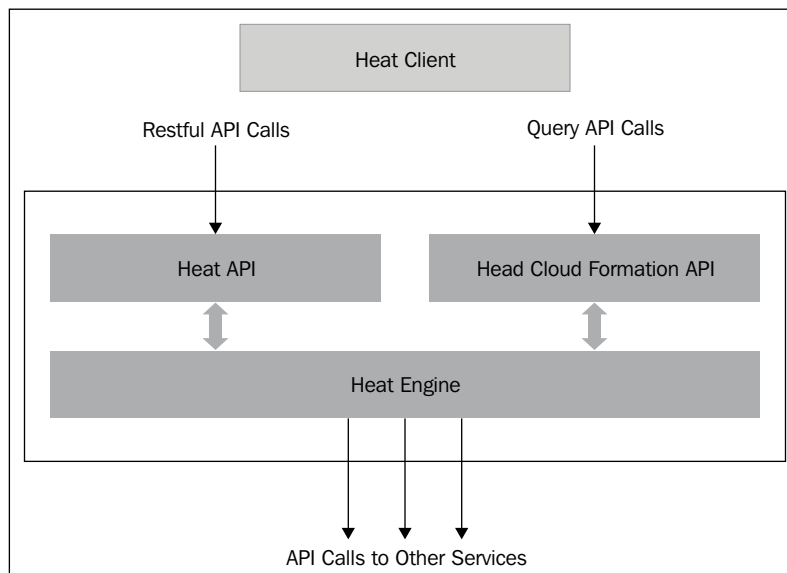 Heat Client
Restful API Calls
Query API Calls
Heat API
Head Cloud Formation API
Heat Engine
API Calls to Other Services